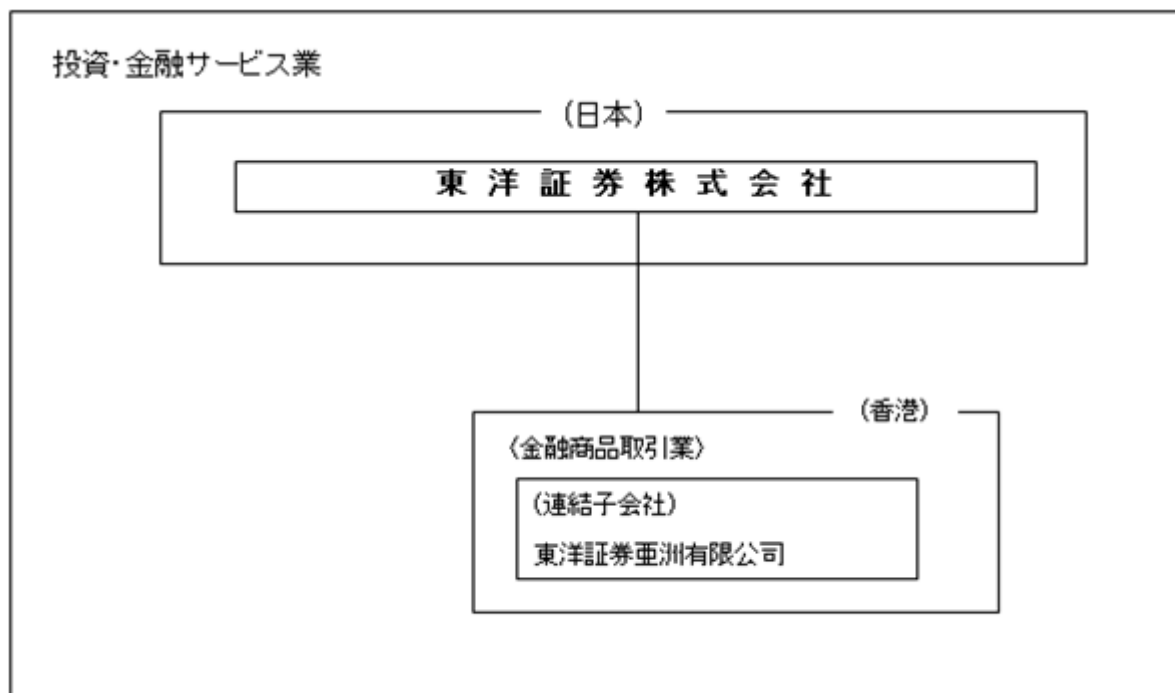 投資・金融サービス業
(日本)
東洋証券株式会社
(香港)
〈金融商品取引業〉
(連結子会社)
東洋証券亜洲有限公司